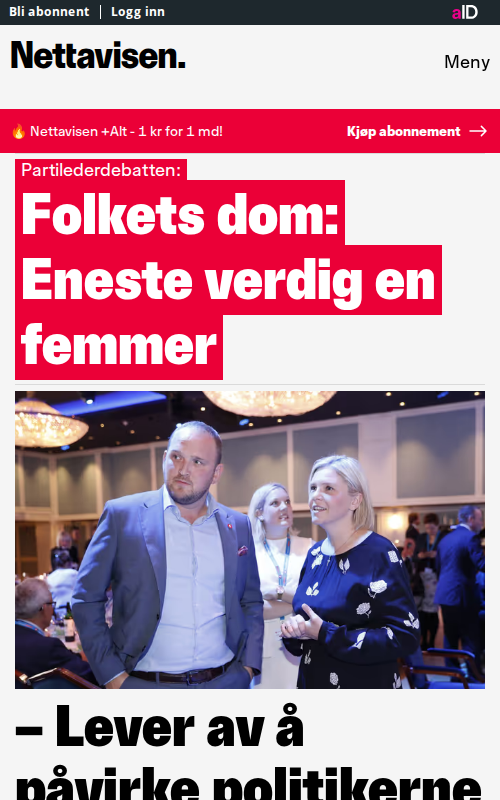 Bli abonnent | Logg inn
aID
Nettavisen.
Meny
🔥 Nettavisen +Alt - 1 kr for 1 md!
Kjøp abonnement →
Partilederdebatten:
Folkets dom:
Eneste verdig en
femmer
– Lever av å
påvirke politikerne